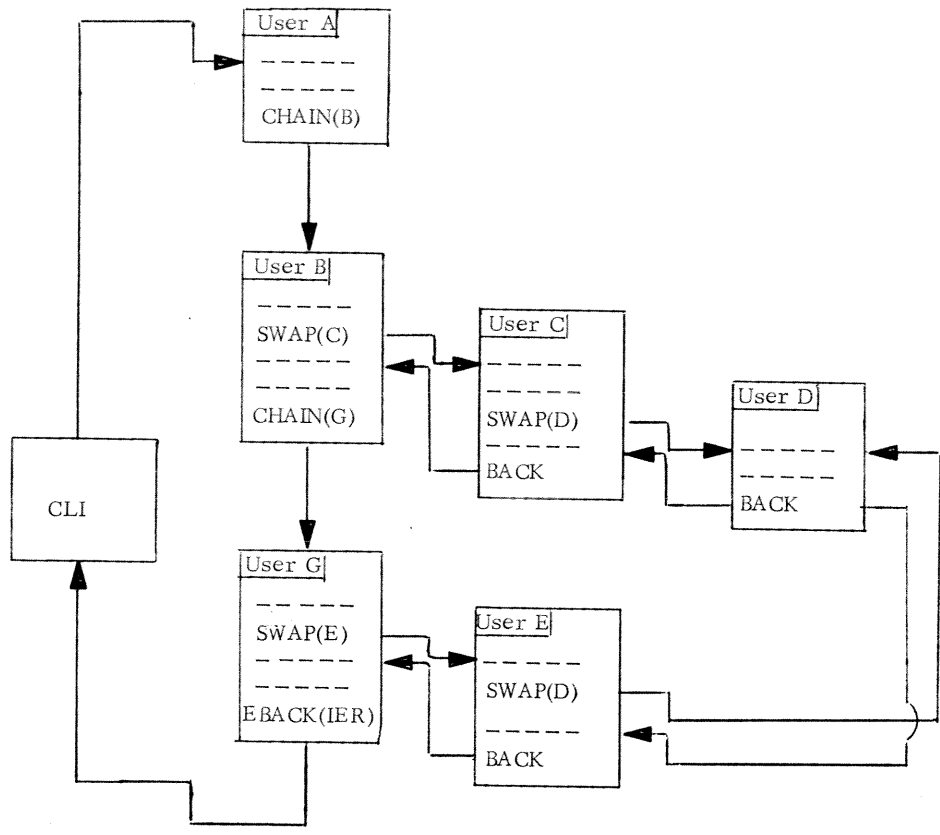 User A
CHAIN(B)
User B
SWAP(C)
CHAIN(G)
User C
SWAP(D)
BACK
User D
BACK
CLI
User G
SWAP(E)
EBACK(IER)
User E
SWAP(D)
BACK